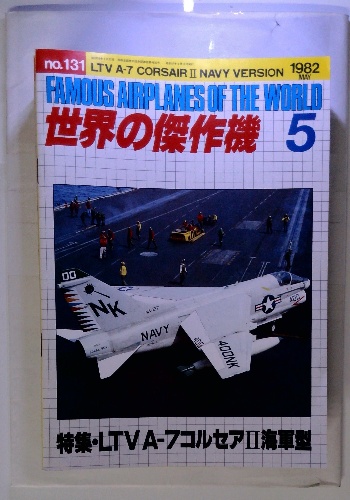 no.131
LTV A-7 CORSAIR II NAVY VERSION
1982
MAY
FAMOUS AIRPLANES OF THE WORLD
世界の傑作機 5
00
NK
NAVY
400NK
特集・LTV A-7コルセアII海軍型